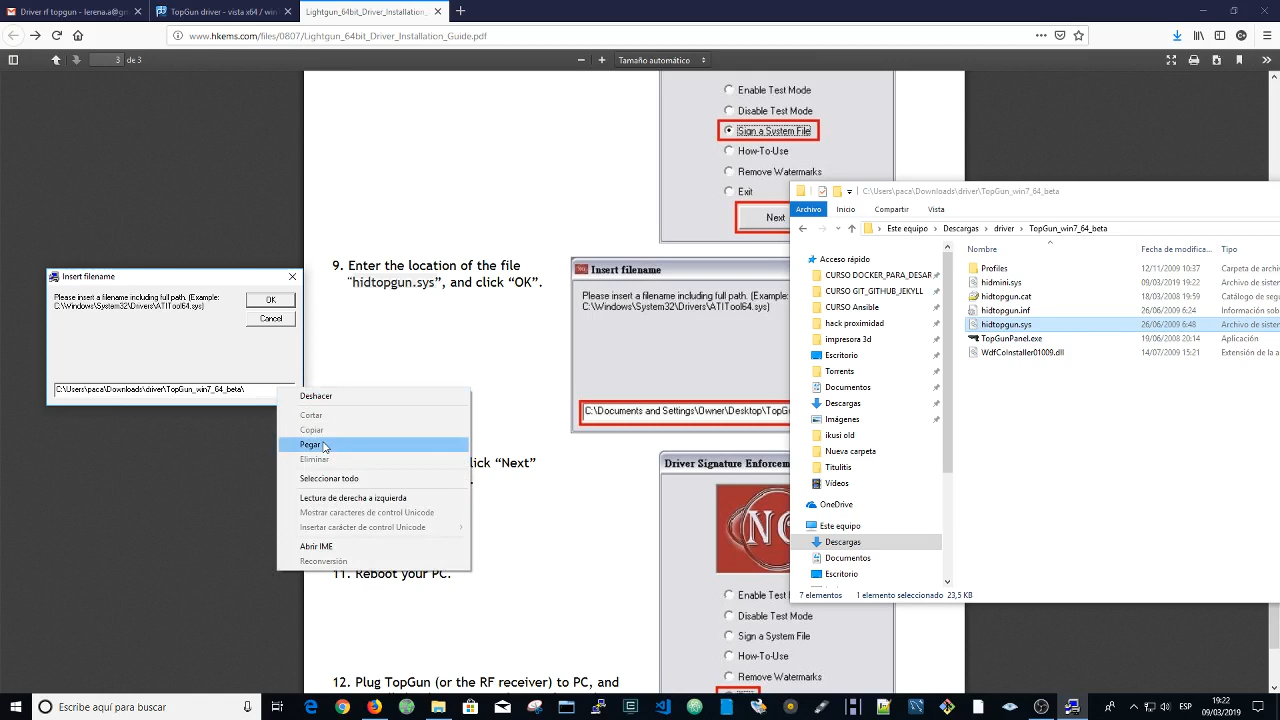 Driver rf topgun - lerena.a@gm
TopGun driver - vista x64 / win
Lightgun_64bit_Driver_Installation_
www.hkems.com/files/0807/Lightgun_64bit_Driver_Installation_Guide.pdf
3
de 3
Tamaño automático
Enable Test Mode
Disable Test Mode
Sign a System File
How-To-Use
Remove Watermarks
Exit
Next
9. Enter the location of the file
"hidtopgun.sys", and click "OK".
Insert filename
Please insert a filename including full path. (Example:
C:\Windows\System32\Drivers\ATITool64.sys)
C:\Documents and Settings\Owner\Desktop\TopG
Insert filename
Please insert a filename including full path. (Example:
C:\Windows\System32\Drivers\ATITool64.sys)
OK
Cancel
C:\Users\paca\Downloads\driver\TopGun_win7_64_beta\
Deshacer
Cortar
Copiar
Pegar
Eliminar
Seleccionar todo
Lectura de derecha a izquierda
Mostrar caracteres de control Unicode
Insertar carácter de control Unicode
Abrir IME
Reconversión
lick "Next"
Driver Signature Enforcemen
Enable Test
Disable Test Mode
Sign a System File
How-To-Use
Remove Watermarks
11. Reboot your PC.
12. Plug TopGun (or the RF receiver) to PC, and
C:\Users\paca\Downloads\driver\TopGun_win7_64_beta
Archivo
Inicio
Compartir
Vista
Este equipo
Descargas
driver
TopGun_win7_64_beta
Acceso rápido
CURSO DOCKER_PARA_DESAR
CURSO GIT_GITHUB_JEKYLL
CURSO Ansible
hack proximidad
impresora 3d
Escritorio
Torrents
Documentos
Descargas
Imágenes
ikusi old
Nueva carpeta
Titulitis
Vídeos
OneDrive
Este equipo
Descargas
Documentos
Escritorio
Nombre
Fecha de modifica...
Tipo
Profiles
12/11/2009 10:37
Carpeta de archiv
hidmini.sys
09/03/2019 19:22
Archivo de sister
hidtopgun.cat
18/03/2008 19:59
Catálogo de segu
hidtopgun.inf
26/06/2009 6:24
Información sob
hidtopgun.sys
26/06/2009 6:48
Archivo de sister
TopGunPanel.exe
19/06/2008 20:14
Aplicación
WdfCoInstaller01009.dll
14/07/2009 15:21
Extensión de la a
7 elementos
1 elemento seleccionado
23,5 KB
Escribe aquí para buscar
ESP
19:22
09/03/2019